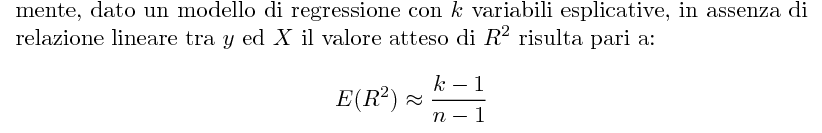 mente, dato un modello di regressione con k variabili esplicative, in assenza di
relazione lineare tra y ed X il valore atteso di R² risulta pari a:
E(R²) ≈ \frac{k − 1}{n − 1}